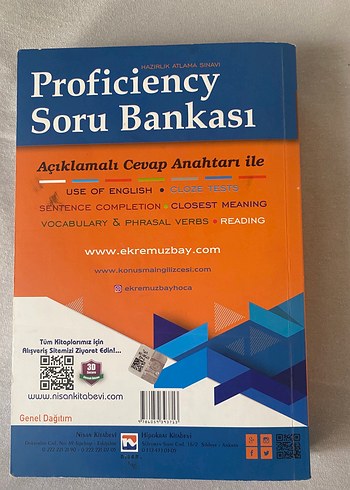 HAZIRLIK ATLAMA SINAVI
Proficiency
Soru Bankası
Açıklamalı Cevap Anahtarı ile
USE OF ENGLISH • CLOZE TESTS
SENTENCE COMPLETION • CLOSEST MEANING
VOCABULARY & PHRASAL VERBS • READING
www.ekremuzbay.com
www.konusmaingilizcesi.com
ekremuzbayhoca
Tüm Kitaplarımız için
Alışveriş Sitemizi Ziyaret Edin!...
3D
www.nisankitabevi.com
Genel Dağıtım
Nisan Kitabevi
Hipokrat Kitabevi